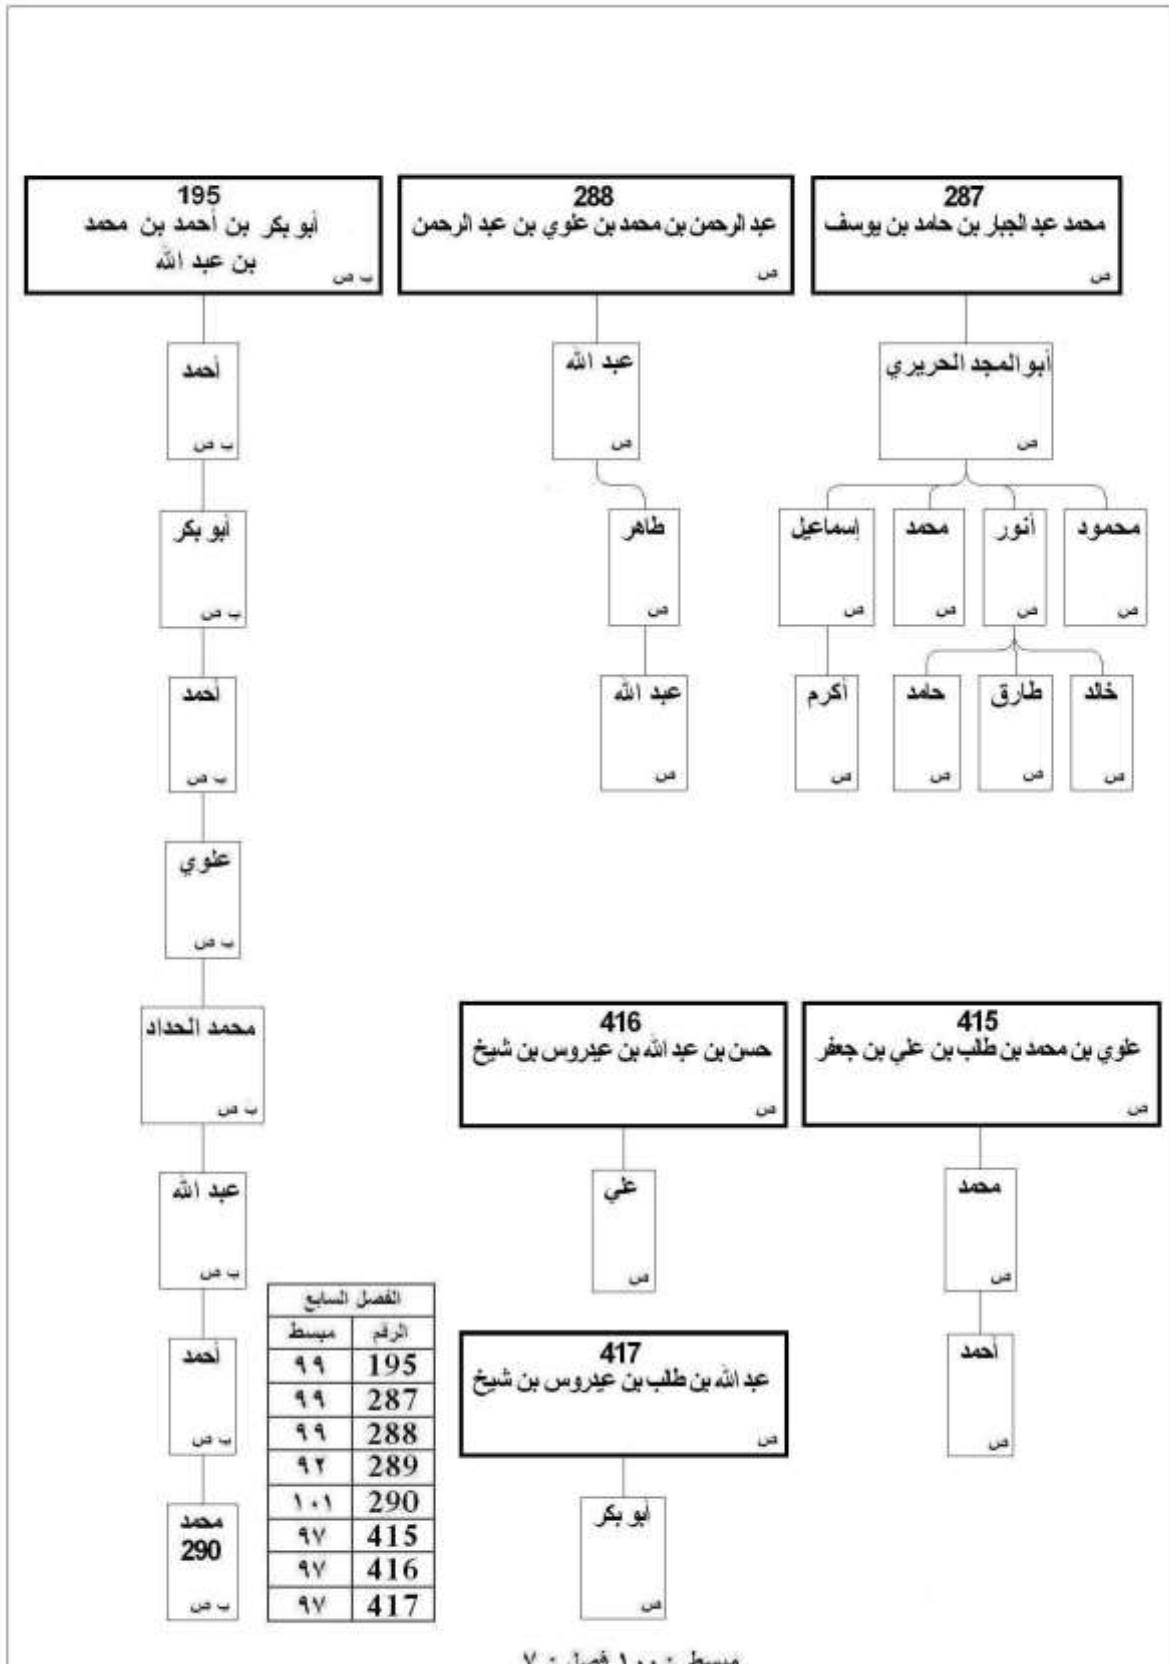 287
محمد عبد الجبار بن حامد بن يوسف
ص
أبو المجد الحريري
ص
محمود
ص
أنور
ص
محمد
ص
إسماعيل
ص
خالد
ص
طارق
ص
حامد
ص
أكرم
ص
288
عبد الرحمن بن محمد بن علوي بن عبد الرحمن
ص
عبد الله
ص
طاهر
ص
عبد الله
ص
195
أبو بكر بن أحمد بن محمد
بن عبد الله
ب ص
أحمد
ب ص
أبو بكر
ب ص
أحمد
ب ص
علوي
ب ص
محمد الحداد
ب ص
عبد الله
ب ص
أحمد
ب ص
محمد
290
ب ص
415
علوي بن محمد بن طالب بن علي بن جعفر
ص
محمد
ص
أحمد
ص
416
حسن بن عبد الله بن عيدروس بن شيخ
ص
علي
ص
417
عبد الله بن طالب بن عيدروس بن شيخ
ص
أبو بكر
ص
الفصل السابع
الرقم مبسط
195 ٩٩
287 ٩٩
288 ٩٩
289 ٩٢
290 ١٠١
415 ٩٧
416 ٩٧
417 ٩٧
مبسط : ١٠٠ فصل : ٧